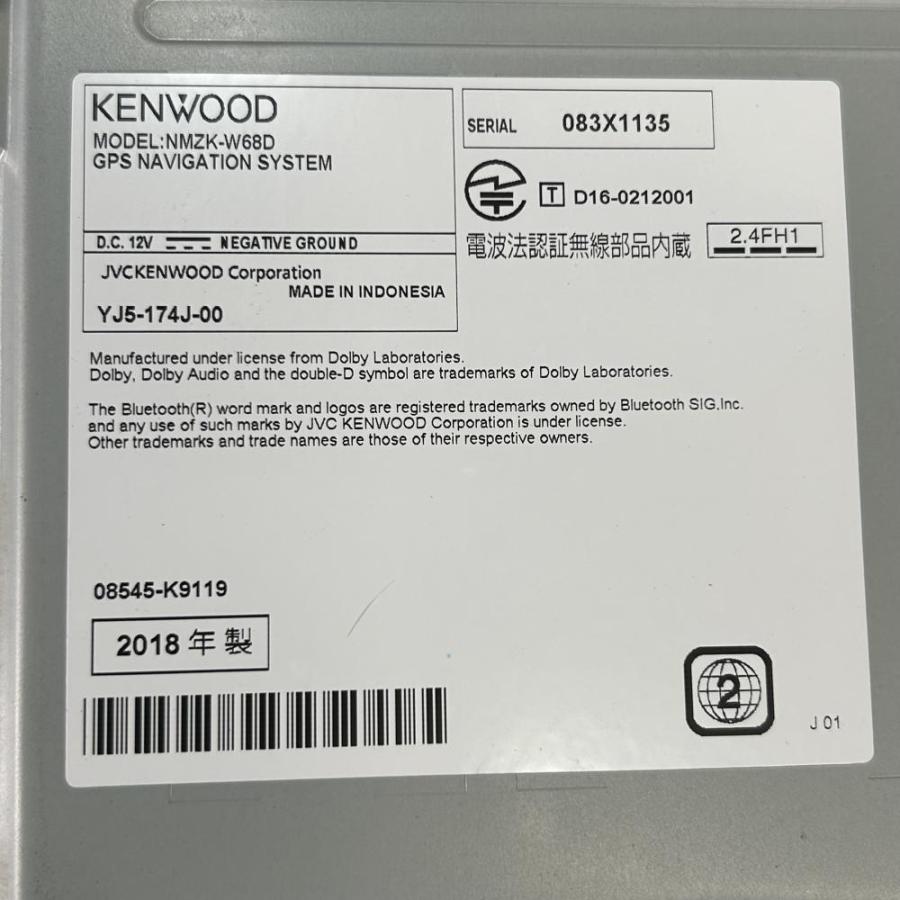 KENWOOD
MODEL:NMZK-W68D
GPS NAVIGATION SYSTEM
SERIAL 083X1135
T D16-0212001
電波法認証無線部品内蔵 2.4FH1
D.C. 12V NEGATIVE GROUND
JVCKENWOOD Corporation
MADE IN INDONESIA
YJ5-174J-00
Manufactured under license from Dolby Laboratories.
Dolby, Dolby Audio and the double-D symbol are trademarks of Dolby Laboratories.
The Bluetooth(R) word mark and logos are registered trademarks owned by Bluetooth SIG,Inc.
and any use of such marks by JVC KENWOOD Corporation is under license.
Other trademarks and trade names are those of their respective owners.
08545-K9119
2018 年 製
2
J 01